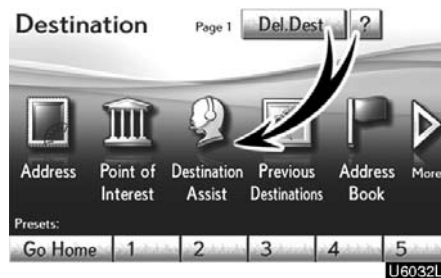 Destination Page 1 Del.Dest ?
Address Point of Interest Destination Assist Previous Destinations Address Book More
Presets:
Go Home 1 2 3 4 5
U6032L